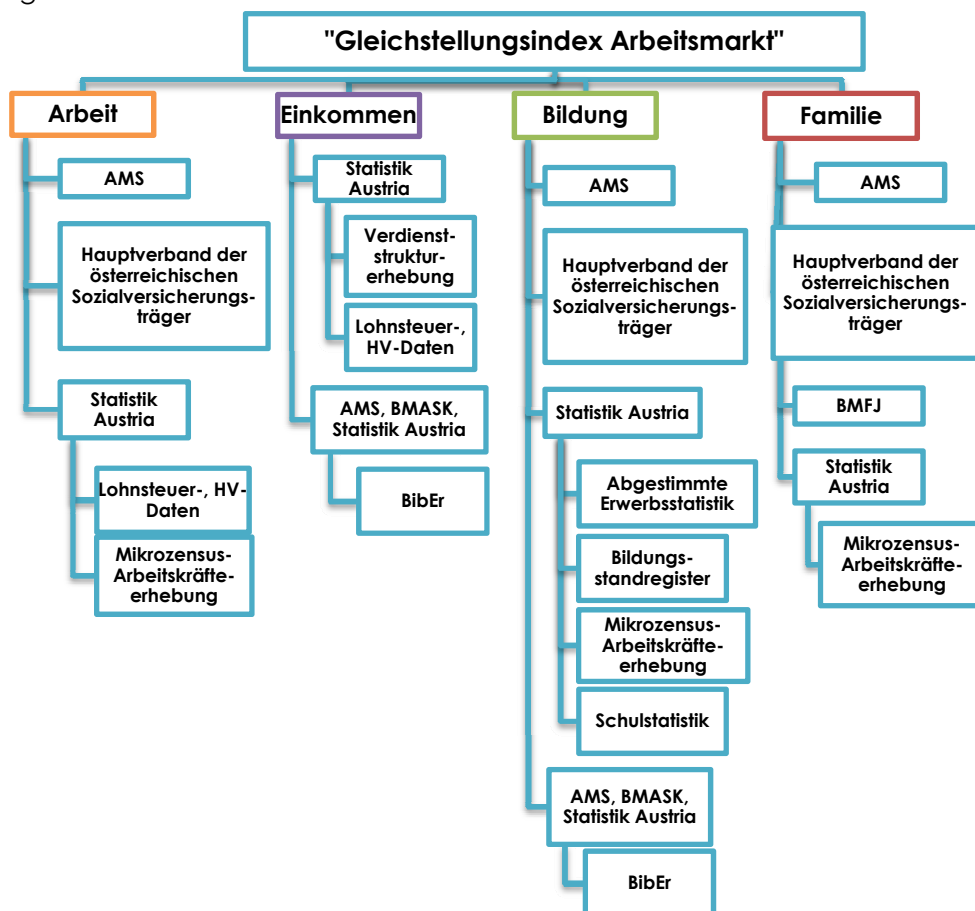 "Gleichstellungsindex Arbeitsmarkt"
Arbeit
AMS
Hauptverband der
österreichischen
Sozialversicherungs-
träger
Statistik
Austria
Lohnsteuer-, HV-
Daten
Mikrozensus-
Arbeitskräfte-
erhebung
Einkommen
Statistik
Austria
Verdienst-
struktur-
erhebung
Lohnsteuer-,
HV-Daten
AMS, BMASK,
Statistik Austria
BibEr
Bildung
AMS
Hauptverband der
österreichischen
Sozialversicherungs-
träger
Statistik Austria
Abgestimmte
Erwerbsstatistik
Bildungs-
standregister
Mikrozensus-
Arbeitskräfte-
erhebung
Schulstatistik
AMS, BMASK,
Statistik Austria
BibEr
Familie
AMS
Hauptverband der
österreichischen
Sozialversicherungs-
träger
BMFJ
Statistik
Austria
Mikrozensus-
Arbeitskräfte-
erhebung